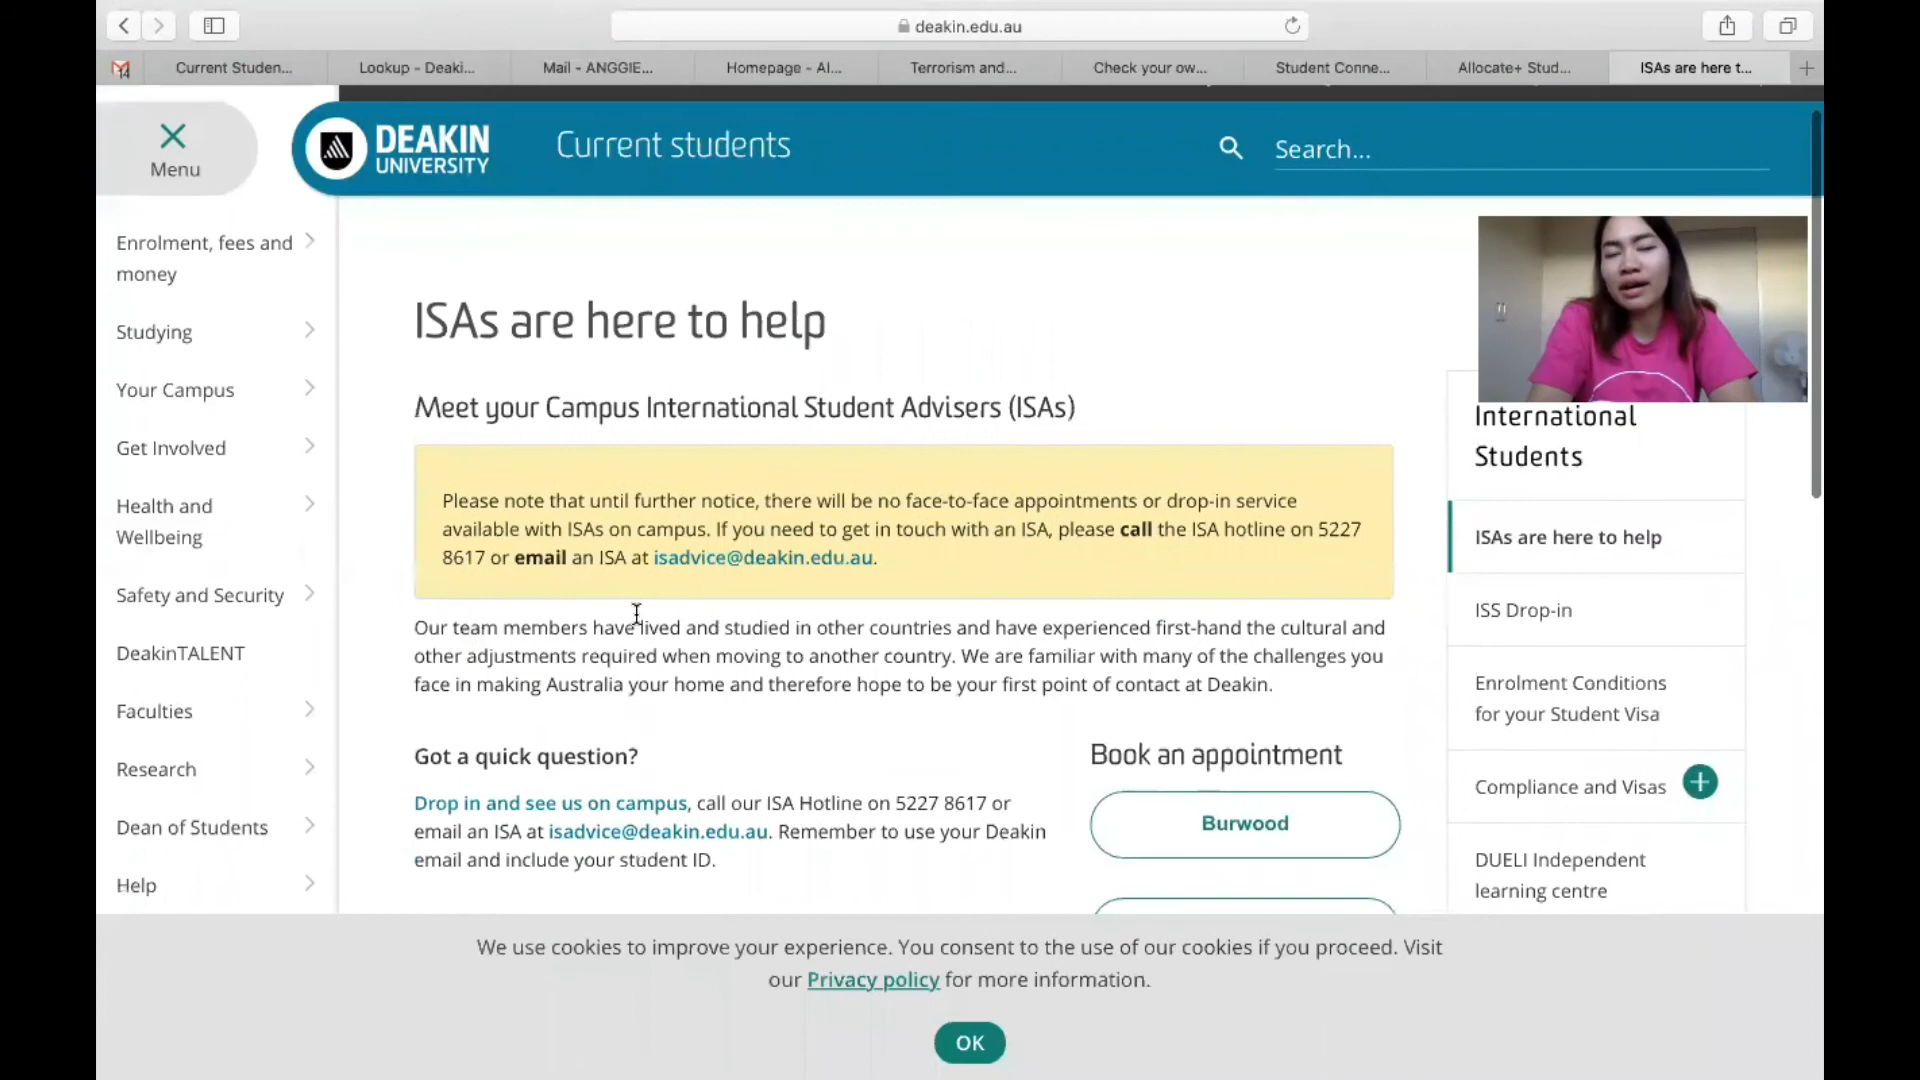 deakin.edu.au
Current Studen...
Lookup - Deaki...
Mail - ANGGIE...
Homepage - Al...
Terrorism and...
Check your ow...
Student Conne...
Allocate+ Stud...
ISAs are here t...
Menu
DEAKIN
UNIVERSITY
Current students
Search...
Enrolment, fees and
money
Studying
Your Campus
Get Involved
Health and
Wellbeing
Safety and Security
DeakinTALENT
Faculties
Research
Dean of Students
Help
ISAs are here to help
Meet your Campus International Student Advisers (ISAs)
Please note that until further notice, there will be no face-to-face appointments or drop-in service
available with ISAs on campus. If you need to get in touch with an ISA, please call the ISA hotline on 5227
8617 or email an ISA at isadvice@deakin.edu.au.
Our team members have lived and studied in other countries and have experienced first-hand the cultural and
other adjustments required when moving to another country. We are familiar with many of the challenges you
face in making Australia your home and therefore hope to be your first point of contact at Deakin.
Got a quick question?
Drop in and see us on campus, call our ISA Hotline on 5227 8617 or
email an ISA at isadvice@deakin.edu.au. Remember to use your Deakin
email and include your student ID.
Book an appointment
Burwood
International
Students
ISAs are here to help
ISS Drop-in
Enrolment Conditions
for your Student Visa
Compliance and Visas
DUELI Independent
learning centre
We use cookies to improve your experience. You consent to the use of our cookies if you proceed. Visit
our Privacy policy for more information.
OK